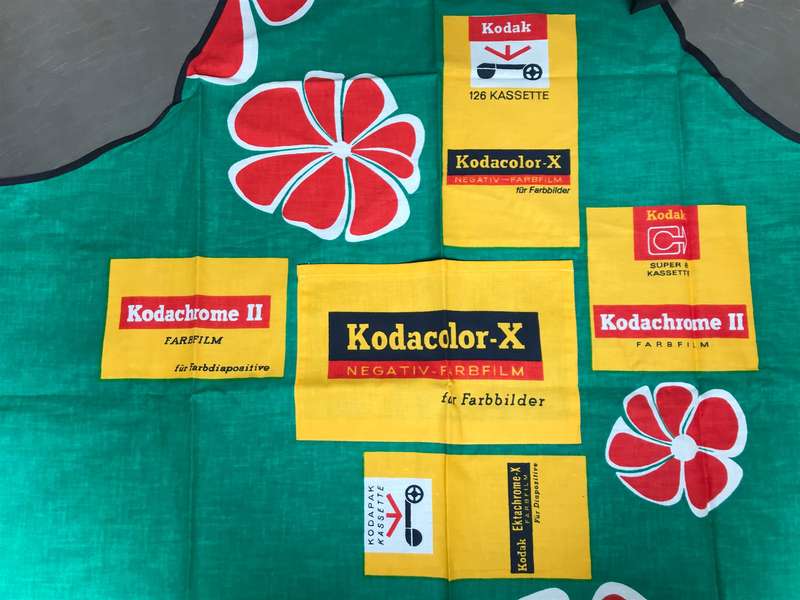 Kodak
126 KASSETTE
Kodacolor-X
NEGATIV-FARBFILM
für Farbbilder
Kodak
SUPER 8
KASSETTE
Kodachrome II
FARBFILM
Kodachrome II
FARBFILM
für Farbdiapositive
Kodacolor-X
NEGATIV-FARBFILM
für Farbbilder
KODAPAK
KASSETTE
Kodak Ektachrome-X
FARBFILM
Für Diapositive